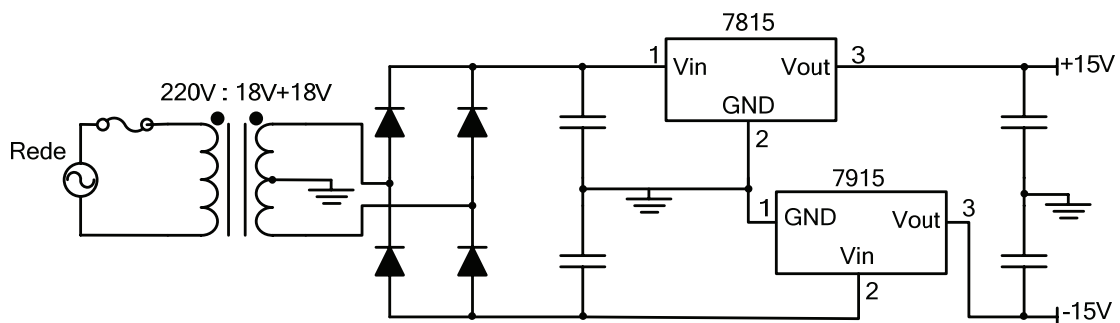 7815
1
Vin
Vout
3
+15V
GND
2
220V : 18V+18V
Rede
7915
1
GND
Vout
3
Vin
2
-15V